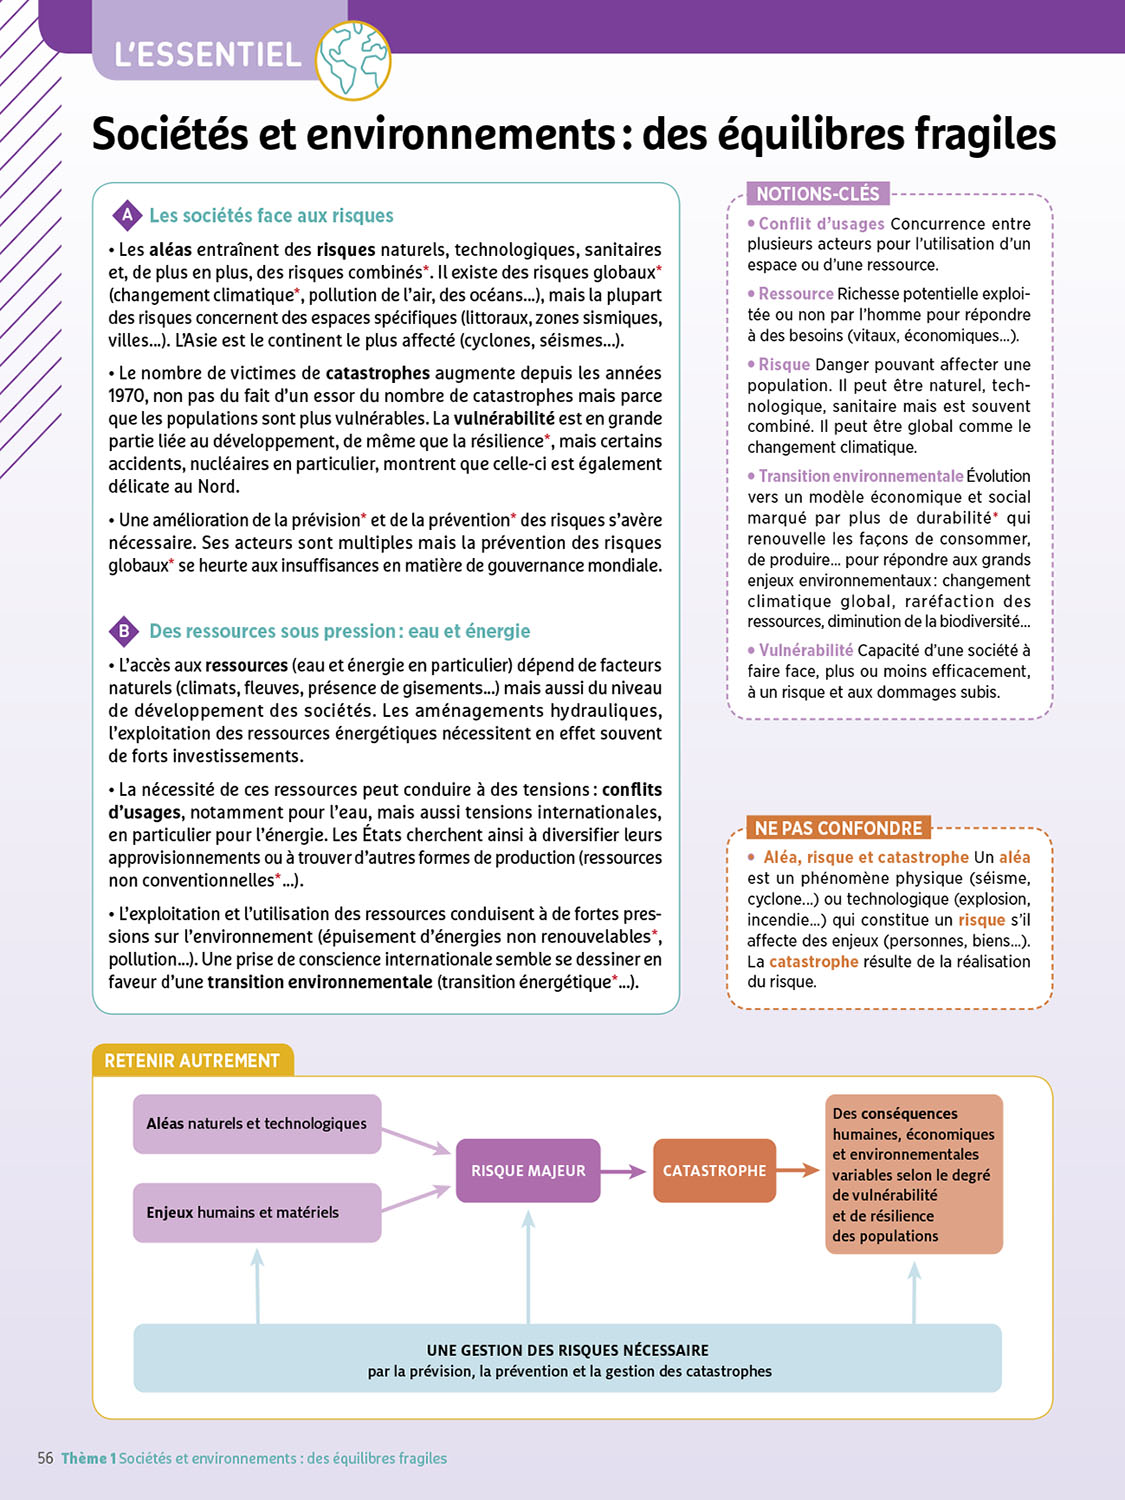 L'ESSENTIEL
Sociétés et environnements : des équilibres fragiles
A Les sociétés face aux risques
• Les aléas entraînent des risques naturels, technologiques, sanitaires
et, de plus en plus, des risques combinés*. Il existe des risques globaux*
(changement climatique*, pollution de l'air, des océans...), mais la plupart
des risques concernent des espaces spécifiques (littoraux, zones sismiques,
villes...). L'Asie est le continent le plus affecté (cyclones, séismes...).
• Le nombre de victimes de catastrophes augmente depuis les années
1970, non pas du fait d'un essor du nombre de catastrophes mais parce
que les populations sont plus vulnérables. La vulnérabilité est en grande
partie liée au développement, de même que la résilience*, mais certains
accidents, nucléaires en particulier, montrent que celle-ci est également
délicate au Nord.
• Une amélioration de la prévision* et de la prévention* des risques s'avère
nécessaire. Ses acteurs sont multiples mais la prévention des risques
globaux* se heurte aux insuffisances en matière de gouvernance mondiale.
B Des ressources sous pression : eau et énergie
• L'accès aux ressources (eau et énergie en particulier) dépend de facteurs
naturels (climats, fleuves, présence de gisements...) mais aussi du niveau
de développement des sociétés. Les aménagements hydrauliques,
l'exploitation des ressources énergétiques nécessitent en effet souvent
de forts investissements.
• La nécessité de ces ressources peut conduire à des tensions : conflits
d'usages, notamment pour l'eau, mais aussi tensions internationales,
en particulier pour l'énergie. Les États cherchent ainsi à diversifier leurs
approvisionnements ou à trouver d'autres formes de production (ressources
non conventionnelles*...).
• L'exploitation et l'utilisation des ressources conduisent à de fortes pres-
sions sur l'environnement (épuisement d'énergies non renouvelables*,
pollution...). Une prise de conscience internationale semble se dessiner en
faveur d'une transition environnementale (transition énergétique*...).
NOTIONS-CLÉS
• Conflit d'usages Concurrence entre
plusieurs acteurs pour l'utilisation d'un
espace ou d'une ressource.
• Ressource Richesse potentielle exploi-
tée ou non par l'homme pour répondre
à des besoins (vitaux, économiques...).
• Risque Danger pouvant affecter une
population. Il peut être naturel, tech-
nologique, sanitaire mais est souvent
combiné. Il peut être global comme le
changement climatique.
• Transition environnementale Évolution
vers un modèle économique et social
marqué par plus de durabilité* qui
renouvelle les façons de consommer,
de produire... pour répondre aux grands
enjeux environnementaux : changement
climatique global, raréfaction des
ressources, diminution de la biodiversité...
• Vulnérabilité Capacité d'une société à
faire face, plus ou moins efficacement,
à un risque et aux dommages subis.
NE PAS CONFONDRE
• Aléa, risque et catastrophe Un aléa
est un phénomène physique (séisme,
cyclone...) ou technologique (explosion,
incendie...) qui constitue un risque s'il
affecte des enjeux (personnes, biens...).
La catastrophe résulte de la réalisation
du risque.
RETENIR AUTREMENT
Aléas naturels et technologiques
Enjeux humains et matériels
RISQUE MAJEUR
CATASTROPHE
Des conséquences
humaines, économiques
et environnementales
variables selon le degré
de vulnérabilité
et de résilience
des populations
UNE GESTION DES RISQUES NÉCESSAIRE
par la prévision, la prévention et la gestion des catastrophes
56 Thème 1 Sociétés et environnements : des équilibres fragiles